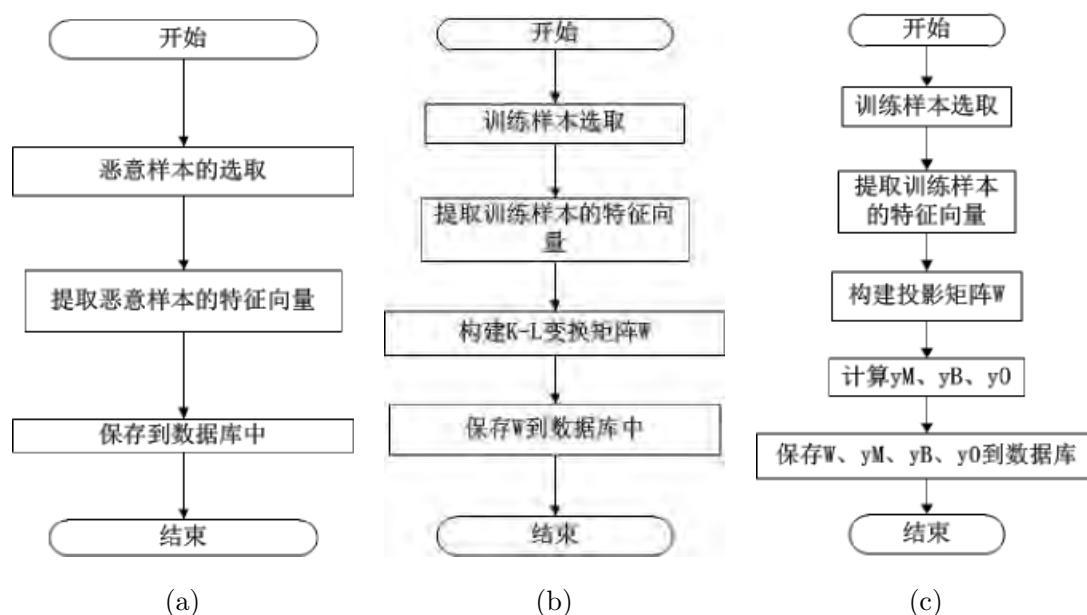 开始
恶意样本的选取
提取恶意样本的特征向量
保存到数据库中
结束
(a)
开始
训练样本选取
提取训练样本的特征向
量
构建K-L变换矩阵W
保存W到数据库中
结束
(b)
开始
训练样本选取
提取训练样本
的特征向量
构建投影矩阵W
计算yM、yB、yO
保存W、yM、yB、yO到数据库
结束
(c)